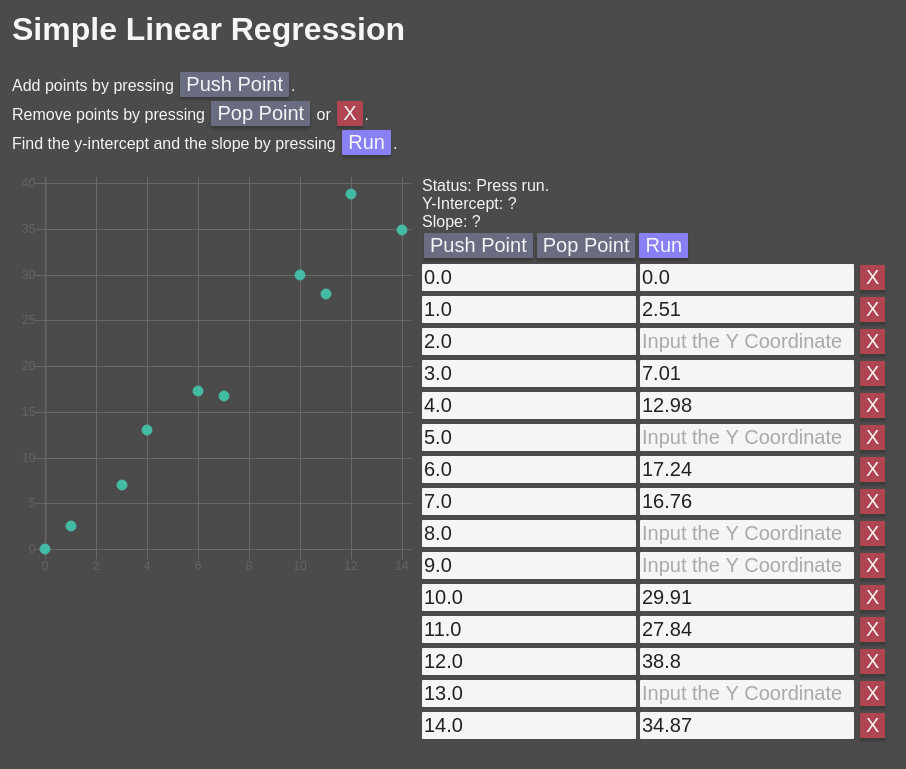 Simple Linear Regression
Add points by pressing Push Point.
Remove points by pressing Pop Point or X.
Find the y-intercept and the slope by pressing Run.
40
35
30
25
20
15
10
5
0
0 2 4 6 8 10 12 14
Status: Press run.
Y-Intercept: ?
Slope: ?
Push Point Pop Point Run
0.0 0.0 X
1.0 2.51 X
2.0 Input the Y Coordinate X
3.0 7.01 X
4.0 12.98 X
5.0 Input the Y Coordinate X
6.0 17.24 X
7.0 16.76 X
8.0 Input the Y Coordinate X
9.0 Input the Y Coordinate X
10.0 29.91 X
11.0 27.84 X
12.0 38.8 X
13.0 Input the Y Coordinate X
14.0 34.87 X